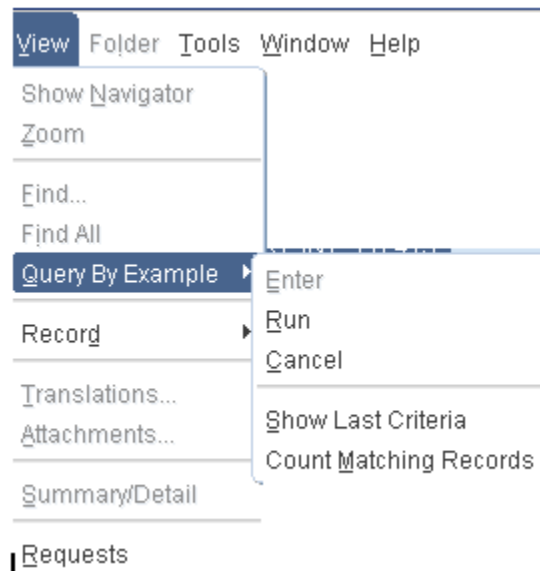 View Folder Tools Window Help
Show Navigator
Zoom
Find...
Find All
Query By Example
Enter
Run
Cancel
Show Last Criteria
Count Matching Records
Record
Translations...
Attachments...
Summary/Detail
Requests